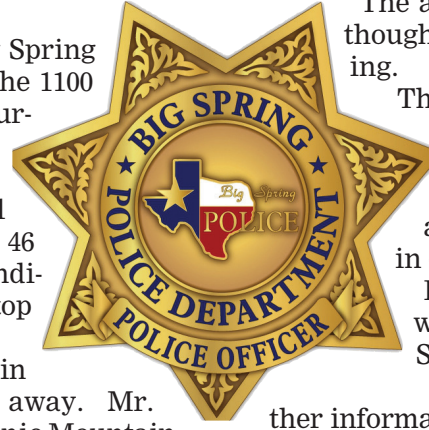 Spring
he 1100
ur-
46
ndi-
top
in
away. Mr.
The a
though
ing.
Th
a
in
w
S
ther informa
BIG SPRING
POLICE DEPARTMENT
Big Spring
POLICE
POLICE OFFICER